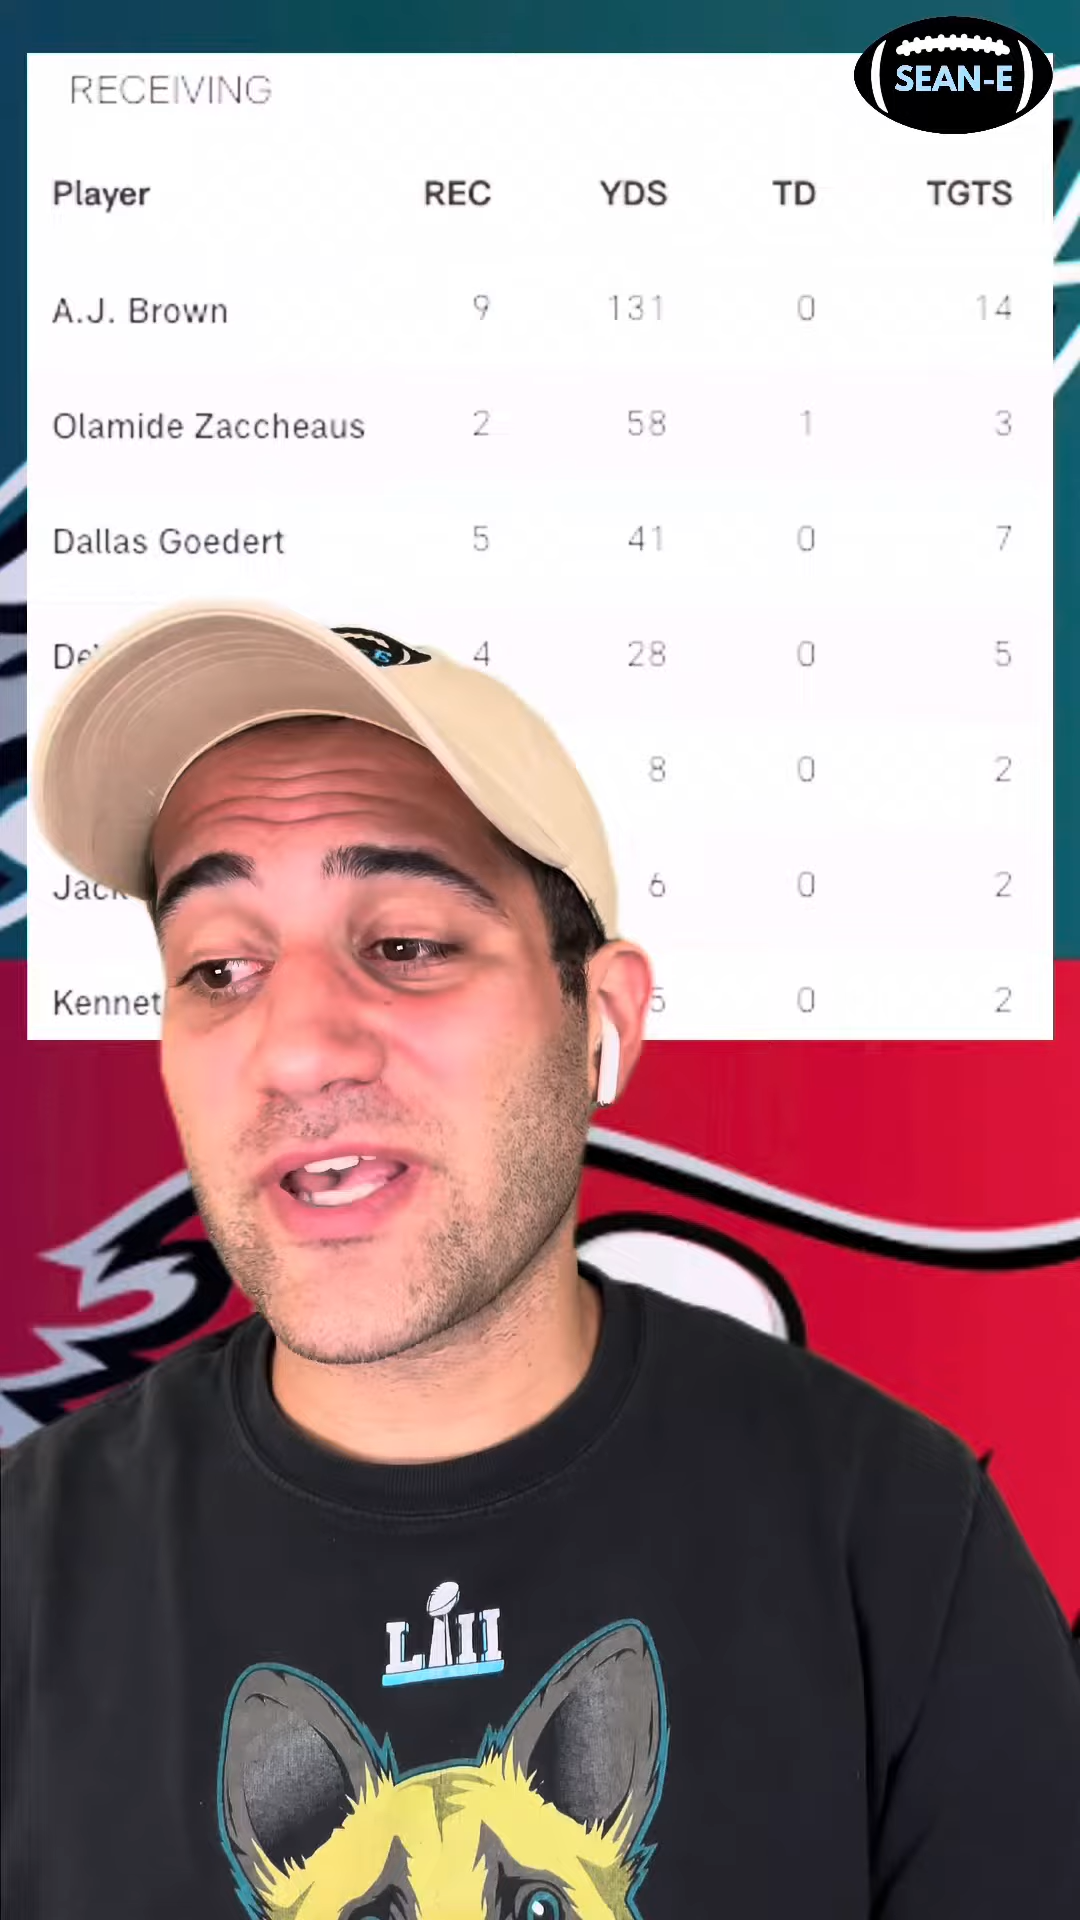 SEAN-E
RECEIVING
Player REC YDS TD TGTS
A.J. Brown 9 131 0 14
Olamide Zaccheaus 2 58 1 3
Dallas Goedert 5 41 0 7
4 28 0 5
8 0 2
6 0 2
5 0 2
LII